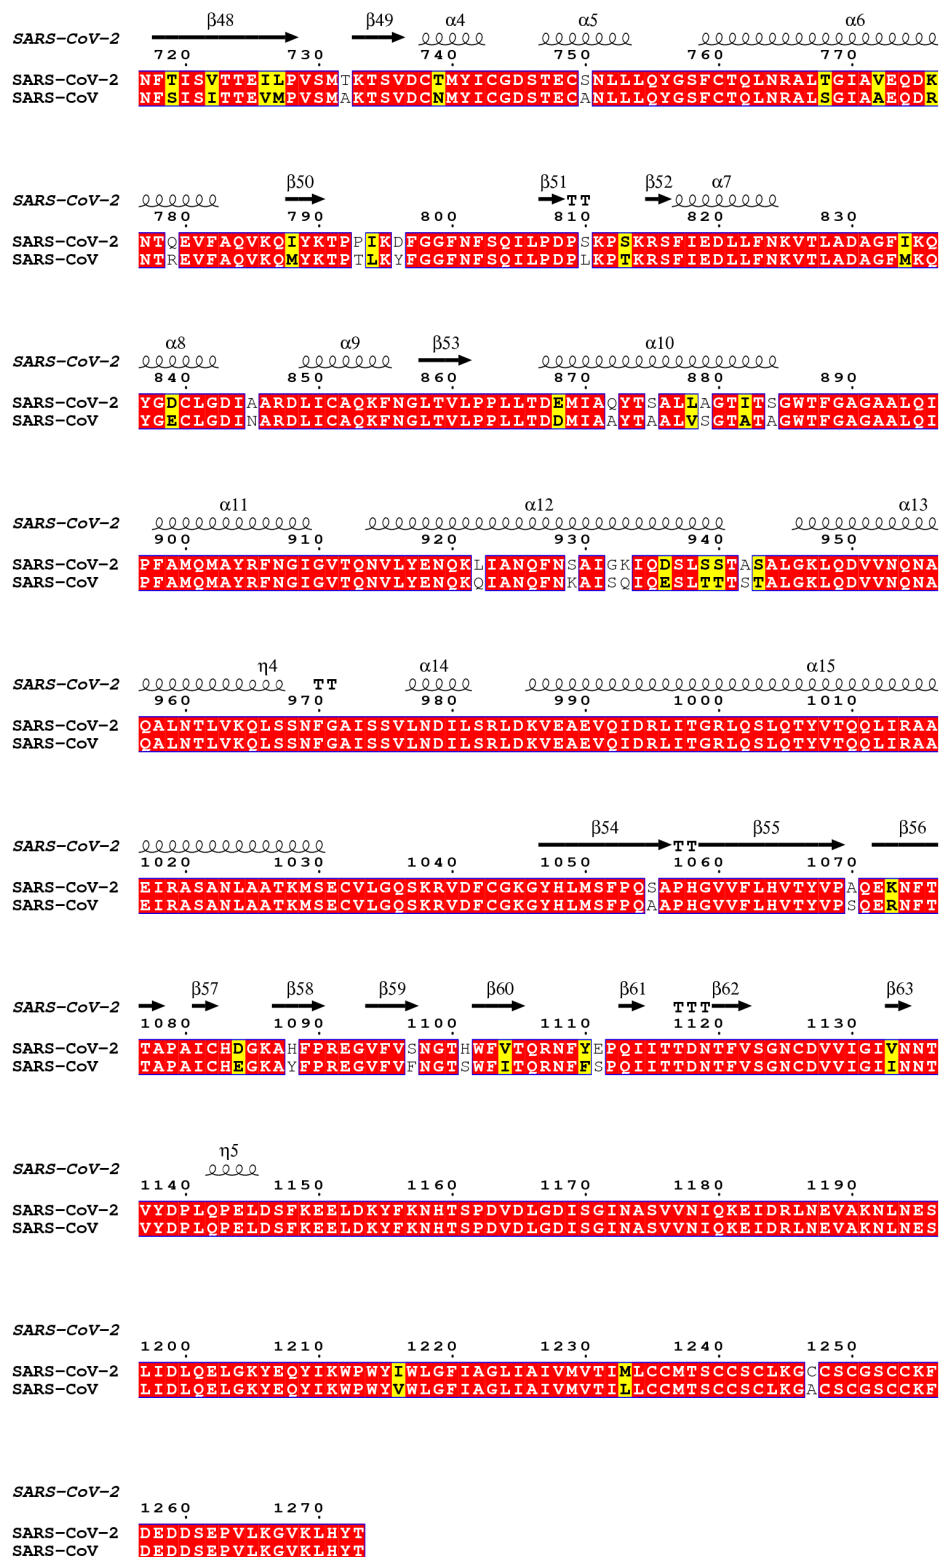 β48 β49 α4 α5 α6
SARS-CoV-2
720 730 740 750 760 770
SARS-CoV-2 NFTISVTTEILPVSMTKTSVDCTMYICGDSTECSNLLLQYGSFCTQLNRALTGIAVEQDK
SARS-CoV NFSISITTEVMPVSMAKTSVDCNMYICGDSTECANLLLQYGSFCTQLNRALSGIAAEQDR
β50 β51 β52 α7
SARS-CoV-2 TT
780 790 800 810 820 830
SARS-CoV-2 NTQEVFAQVKQIYKTPPIKDFGGFNFSQILPDPSKPSKRSFIEDLLFNKVTLADAGFIKQ
SARS-CoV NTREVFAQVKQMYKTPTLKYFGGFNFSQILPDPLKPTKRSFIEDLLFNKVTLADAGFMKQ
α8 α9 β53 α10
SARS-CoV-2
840 850 860 870 880 890
SARS-CoV-2 YGDCLGDIAARDLICAQKFNGLTVLPPLLTDEMIAQYTSALLAGTITSGWTFGAGAALQI
SARS-CoV YGECLGDINARDLICAQKFNGLTVLPPLLTDDMIAAYTAALVSGTATAGWTFGAGAALQI
α11 α12 α13
SARS-CoV-2
900 910 920 930 940 950
SARS-CoV-2 PFAMQMAYRFNGIGVTQNVLYENQKLIANQFNSAIGKIQDSLSSTASALGKLQDVVNQNA
SARS-CoV PFAMQMAYRFNGIGVTQNVLYENQKQIANQFNKAISQIQESLTTTSTALGKLQDVVNQNA
η4 α14 α15
SARS-CoV-2 TT
960 970 980 990 1000 1010
SARS-CoV-2 QALNTLVKQLSSNFGAISSVLNDILSRLDKVEAEVQIDRLITGRLQSLQTYVTQQLIRAA
SARS-CoV QALNTLVKQLSSNFGAISSVLNDILSRLDKVEAEVQIDRLITGRLQSLQTYVTQQLIRAA
β54 β55 β56
SARS-CoV-2 TT
1020 1030 1040 1050 1060 1070
SARS-CoV-2 EIRASANLAATKMSECVLGQSKRVDFCGKGYHLMSFPQSAPHGVVFLHVTYVPAQEKNFT
SARS-CoV EIRASANLAATKMSECVLGQSKRVDFCGKGYHLMSFPQAAPHGVVFLHVTYVPSQERNFT
β57 β58 β59 β60 β61 β62 β63
SARS-CoV-2 TTT
1080 1090 1100 1110 1120 1130
SARS-CoV-2 TAPAICHDGKAHFPREGVFVSNGTHWFVTQRNFYEPQIITTDNTFVSGNCDVVIGIVNNT
SARS-CoV TAPAICHEGKAYFPREGVFVFNGTSWFITQRNFFSPQIITTDNTFVSGNCDVVIGIINNT
η5
SARS-CoV-2
1140 1150 1160 1170 1180 1190
SARS-CoV-2 VYDPLQPELDSFKEELDKYFKNHTSPDVDLGDISGINASVVNIQKEIDRLNEVAKNLNES
SARS-CoV VYDPLQPELDSFKEELDKYFKNHTSPDVDLGDISGINASVVNIQKEIDRLNEVAKNLNES
SARS-CoV-2
1200 1210 1220 1230 1240 1250
SARS-CoV-2 LIDLQELGKYEQYIKWPWYIWLGFIAGLIAIVMVTIMLCCMTSCCSCLKGCCSCGSCCKF
SARS-CoV LIDLQELGKYEQYIKWPWYVWLGFIAGLIAIVMVTILLCCMTSCCSCLKGACSCGSCCKF
SARS-CoV-2
1260 1270
SARS-CoV-2 DEDDSEPVLKGVKLHYT
SARS-CoV DEDDSEPVLKGVKLHYT